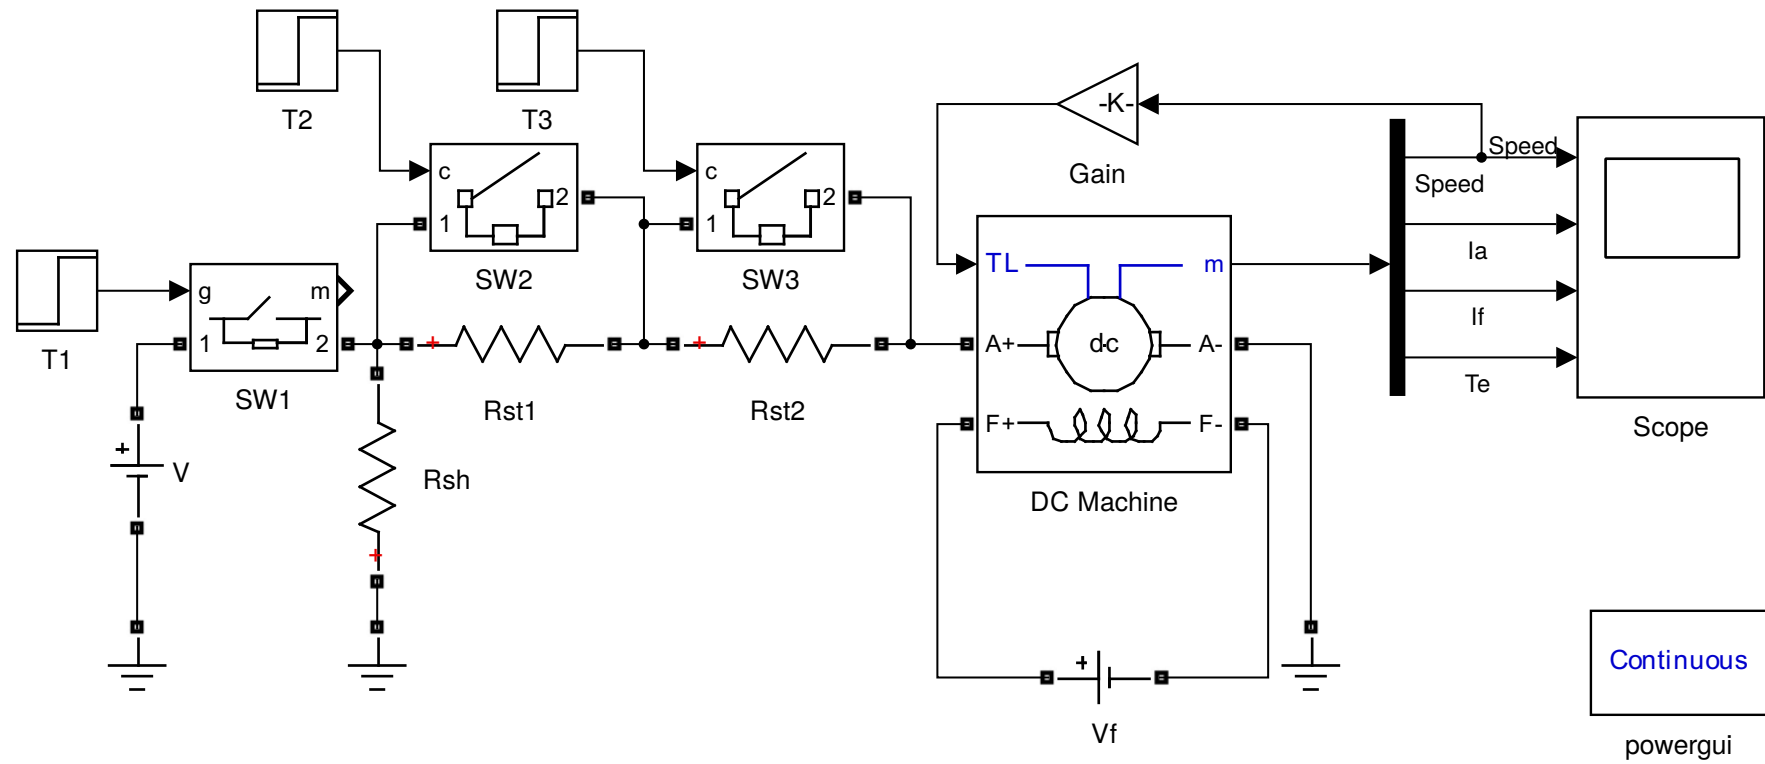 T2
T3
-K-
Gain
c
2
1
SW2
c
2
1
SW3
Speed
Speed
Ia
If
Te
Scope
T1
g
m
1
2
SW1
+
Rst1
+
Rst2
TL
m
A+
dc
A-
F+
F-
DC Machine
+
V
Rsh
+
+
Vf
Continuous
powergui